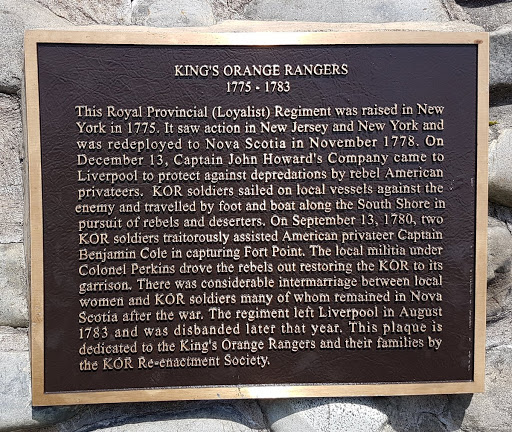 KING'S ORANGE RANGERS
1775 - 1783
This Royal Provincial (Loyalist) Regiment was raised in New
York in 1775. It saw action in New Jersey and New York and
was redeployed to Nova Scotia in November 1778. On
December 13, Captain John Howard's Company came to
Liverpool to protect against depredations by rebel American
privateers. KOR soldiers sailed on local vessels against the
enemy and travelled by foot and boat along the South Shore in
pursuit of rebels and deserters. On September 13, 1780, two
KOR soldiers traitorously assisted American privateer Captain
Benjamin Cole in capturing Fort Point. The local militia under
Colonel Perkins drove the rebels out restoring the KOR to its
garrison. There was considerable intermarriage between local
women and KOR soldiers many of whom remained in Nova
Scotia after the war. The regiment left Liverpool in August
1783 and was disbanded later that year. This plaque is
dedicated to the King's Orange Rangers and their families by
the KOR Re-enactment Society.